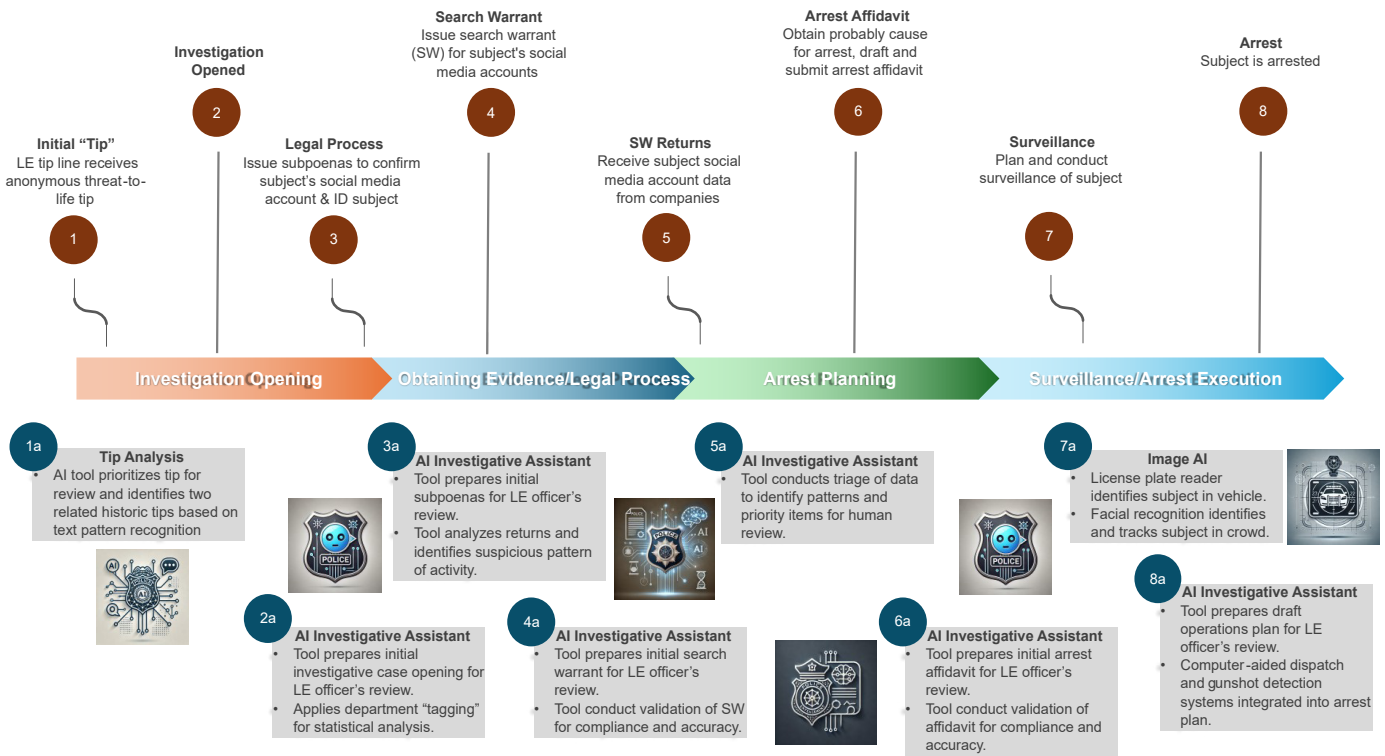 Initial “Tip”
LE tip line receives
anonymous threat-to-
life tip
1
Investigation
Opened
2
Legal Process
Issue subpoenas to confirm
subject’s social media
account & ID subject
3
Search Warrant
Issue search warrant
(SW) for subject's social
media accounts
4
SW Returns
Receive subject social
media account data
from companies
5
Arrest Affidavit
Obtain probably cause
for arrest, draft and
submit arrest affidavit
6
Surveillance
Plan and conduct
surveillance of subject
7
Arrest
Subject is arrested
8
Investigation Opening
Obtaining Evidence/Legal Process
Arrest Planning
Surveillance/Arrest Execution
1a
Tip Analysis
• AI tool prioritizes tip for
review and identifies two
related historic tips based on
text pattern recognition
AI
AI
2a
AI Investigative Assistant
• Tool prepares initial
investigative case opening for
LE officer’s review.
• Applies department “tagging”
for statistical analysis.
POLICE
3a
AI Investigative Assistant
• Tool prepares initial
subpoenas for LE officer’s
review.
• Tool analyzes returns and
identifies suspicious pattern
of activity.
4a
AI Investigative Assistant
• Tool prepares initial search
warrant for LE officer’s
review.
• Tool conduct validation of SW
for compliance and accuracy.
POLICE
AI
5a
AI Investigative Assistant
• Tool conducts triage of data
to identify patterns and
priority items for human
review.
6a
AI Investigative Assistant
• Tool prepares initial arrest
affidavit for LE officer’s
review.
• Tool conduct validation of
affidavit for compliance and
accuracy.
POLICE
7a
Image AI
• License plate reader
identifies subject in vehicle.
• Facial recognition identifies
and tracks subject in crowd.
8a
AI Investigative Assistant
• Tool prepares draft
operations plan for LE
officer’s review.
• Computer-aided dispatch
and gunshot detection
systems integrated into arrest
plan.